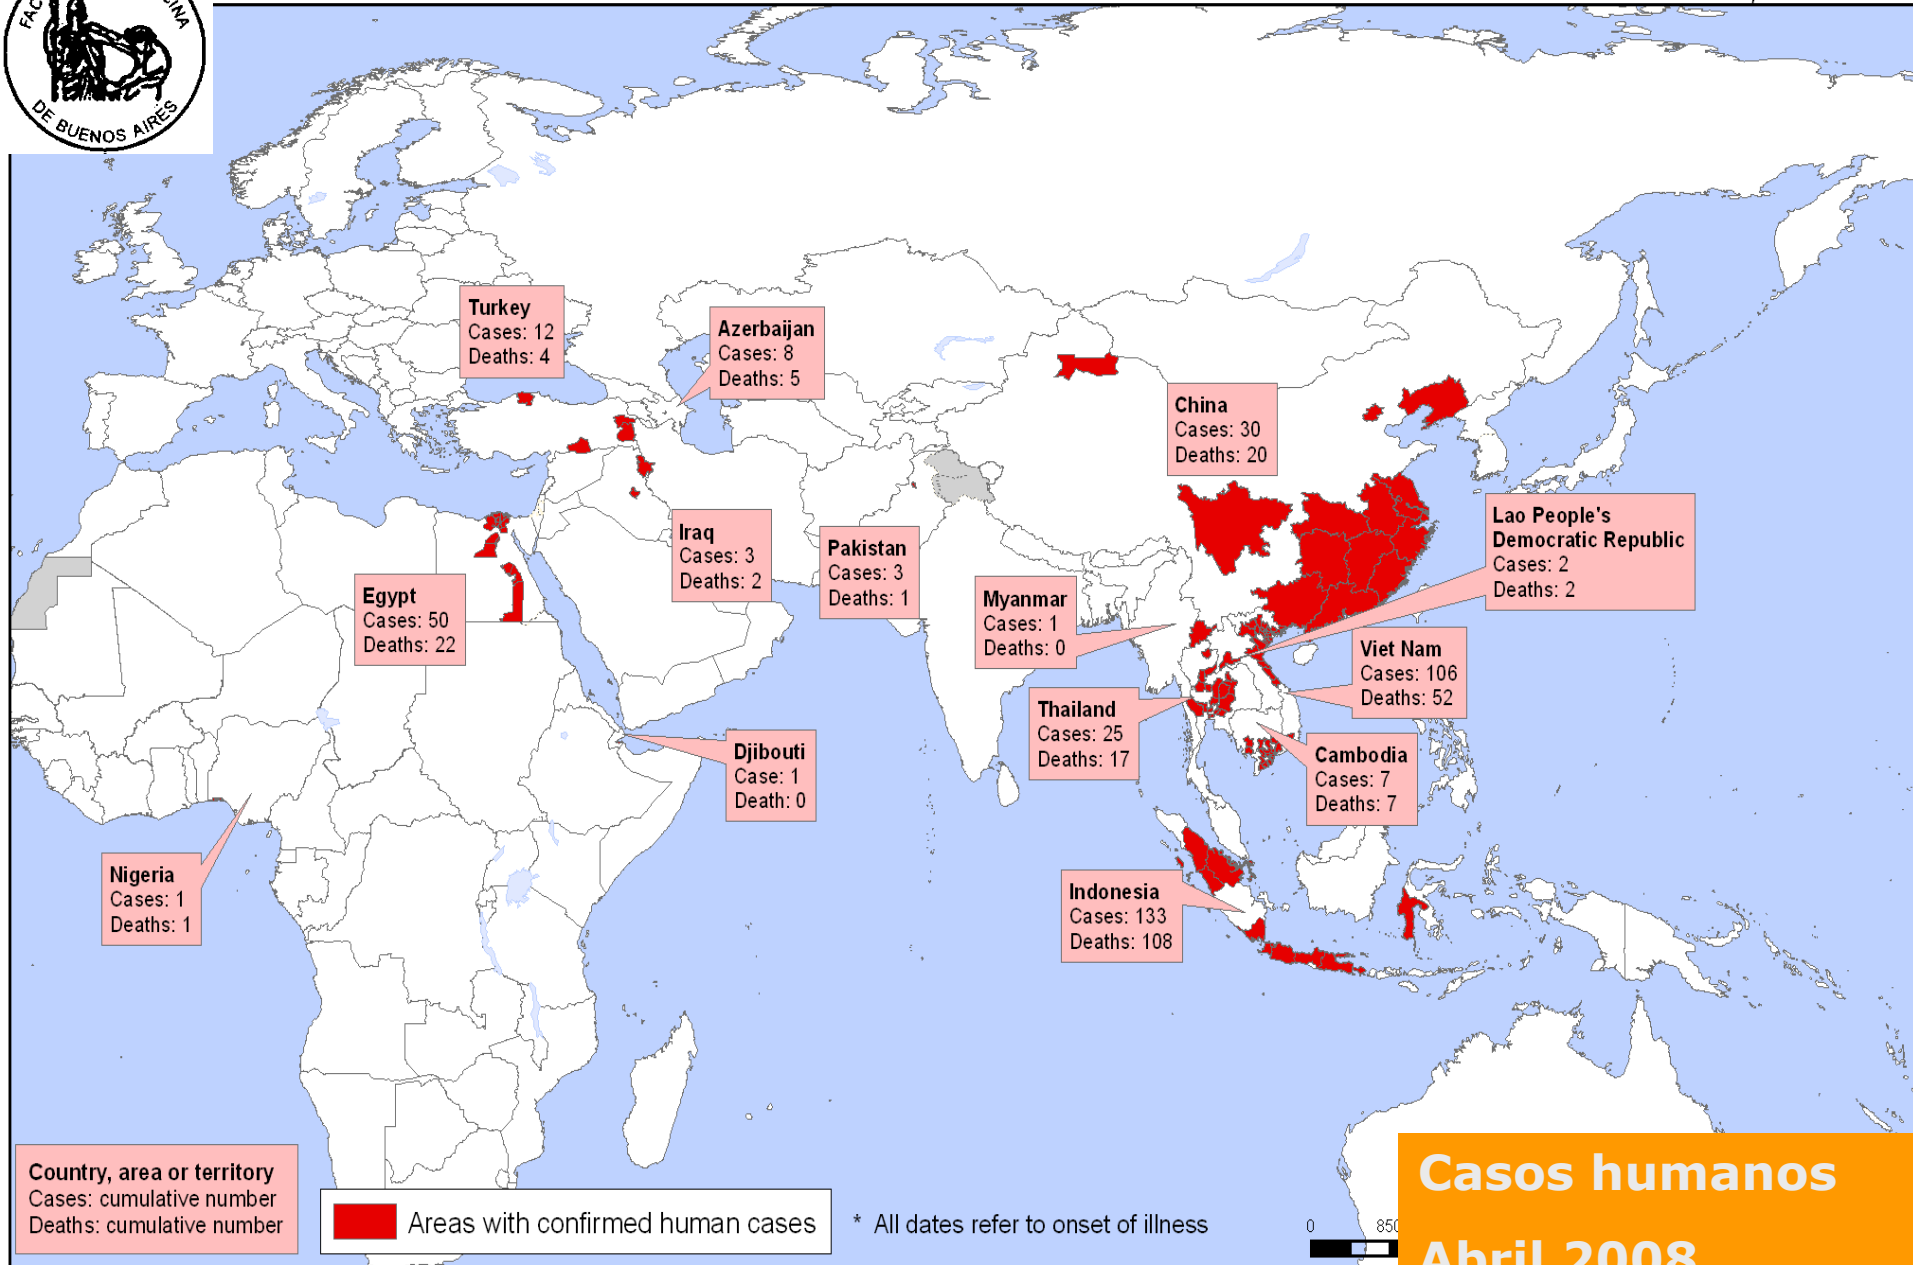 DE BUENOS AIRES
Turkey
Cases: 12
Deaths: 4
Azerbaijan
Cases: 8
Deaths: 5
China
Cases: 30
Deaths: 20
Lao People's
Democratic Republic
Cases: 2
Deaths: 2
Iraq
Cases: 3
Deaths: 2
Pakistan
Cases: 3
Deaths: 1
Egypt
Cases: 50
Deaths: 22
Myanmar
Cases: 1
Deaths: 0
Viet Nam
Cases: 106
Deaths: 52
Thailand
Cases: 25
Deaths: 17
Djibouti
Case: 1
Death: 0
Cambodia
Cases: 7
Deaths: 7
Nigeria
Cases: 1
Deaths: 1
Indonesia
Cases: 133
Deaths: 108
Country, area or territory
Cases: cumulative number
Deaths: cumulative number
Areas with confirmed human cases
* All dates refer to onset of illness
0 850
Casos humanos
Abril 2008